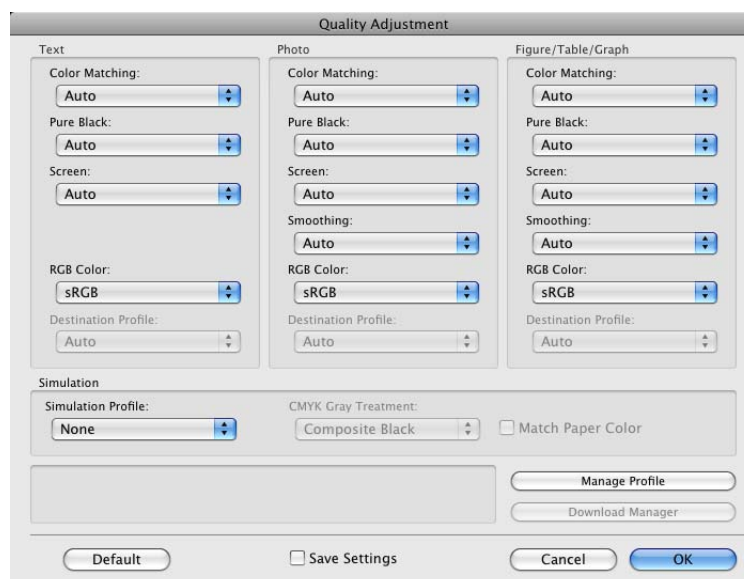 Quality Adjustment
Text
Color Matching:
Auto
Pure Black:
Auto
Screen:
Auto
RGB Color:
sRGB
Destination Profile:
Auto
Photo
Color Matching:
Auto
Pure Black:
Auto
Screen:
Auto
Smoothing:
Auto
RGB Color:
sRGB
Destination Profile:
Auto
Figure/Table/Graph
Color Matching:
Auto
Pure Black:
Auto
Screen:
Auto
Smoothing:
Auto
RGB Color:
sRGB
Destination Profile:
Auto
Simulation
Simulation Profile:
None
CMYK Gray Treatment:
Composite Black
Match Paper Color
Manage Profile
Download Manager
Default
Save Settings
Cancel
OK